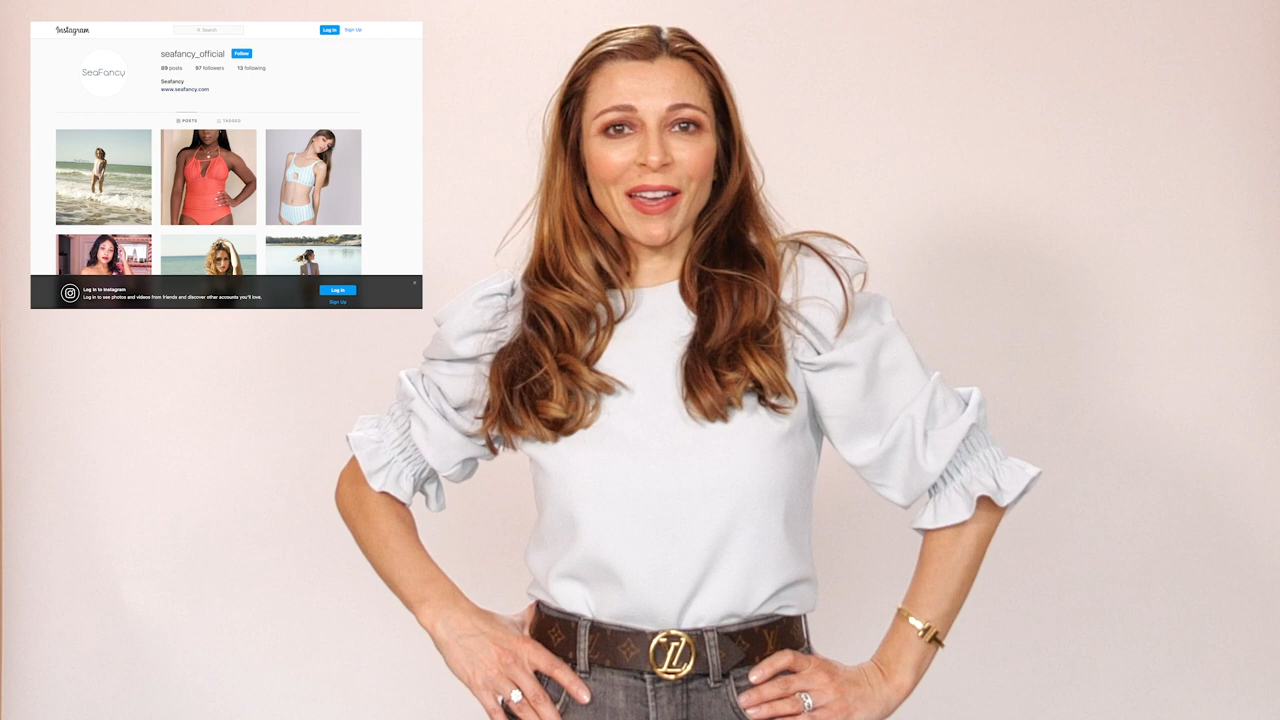 Instagram
Search
Log In
Sign Up
seafancy_official
Follow
89 posts
97 followers
13 following
SeaFancy
Seafancy
www.seafancy.com
POSTS
TAGGED
Log In to Instagram
Log in to see photos and videos from friends and discover other accounts you'll love.
Log In
Sign Up
LV